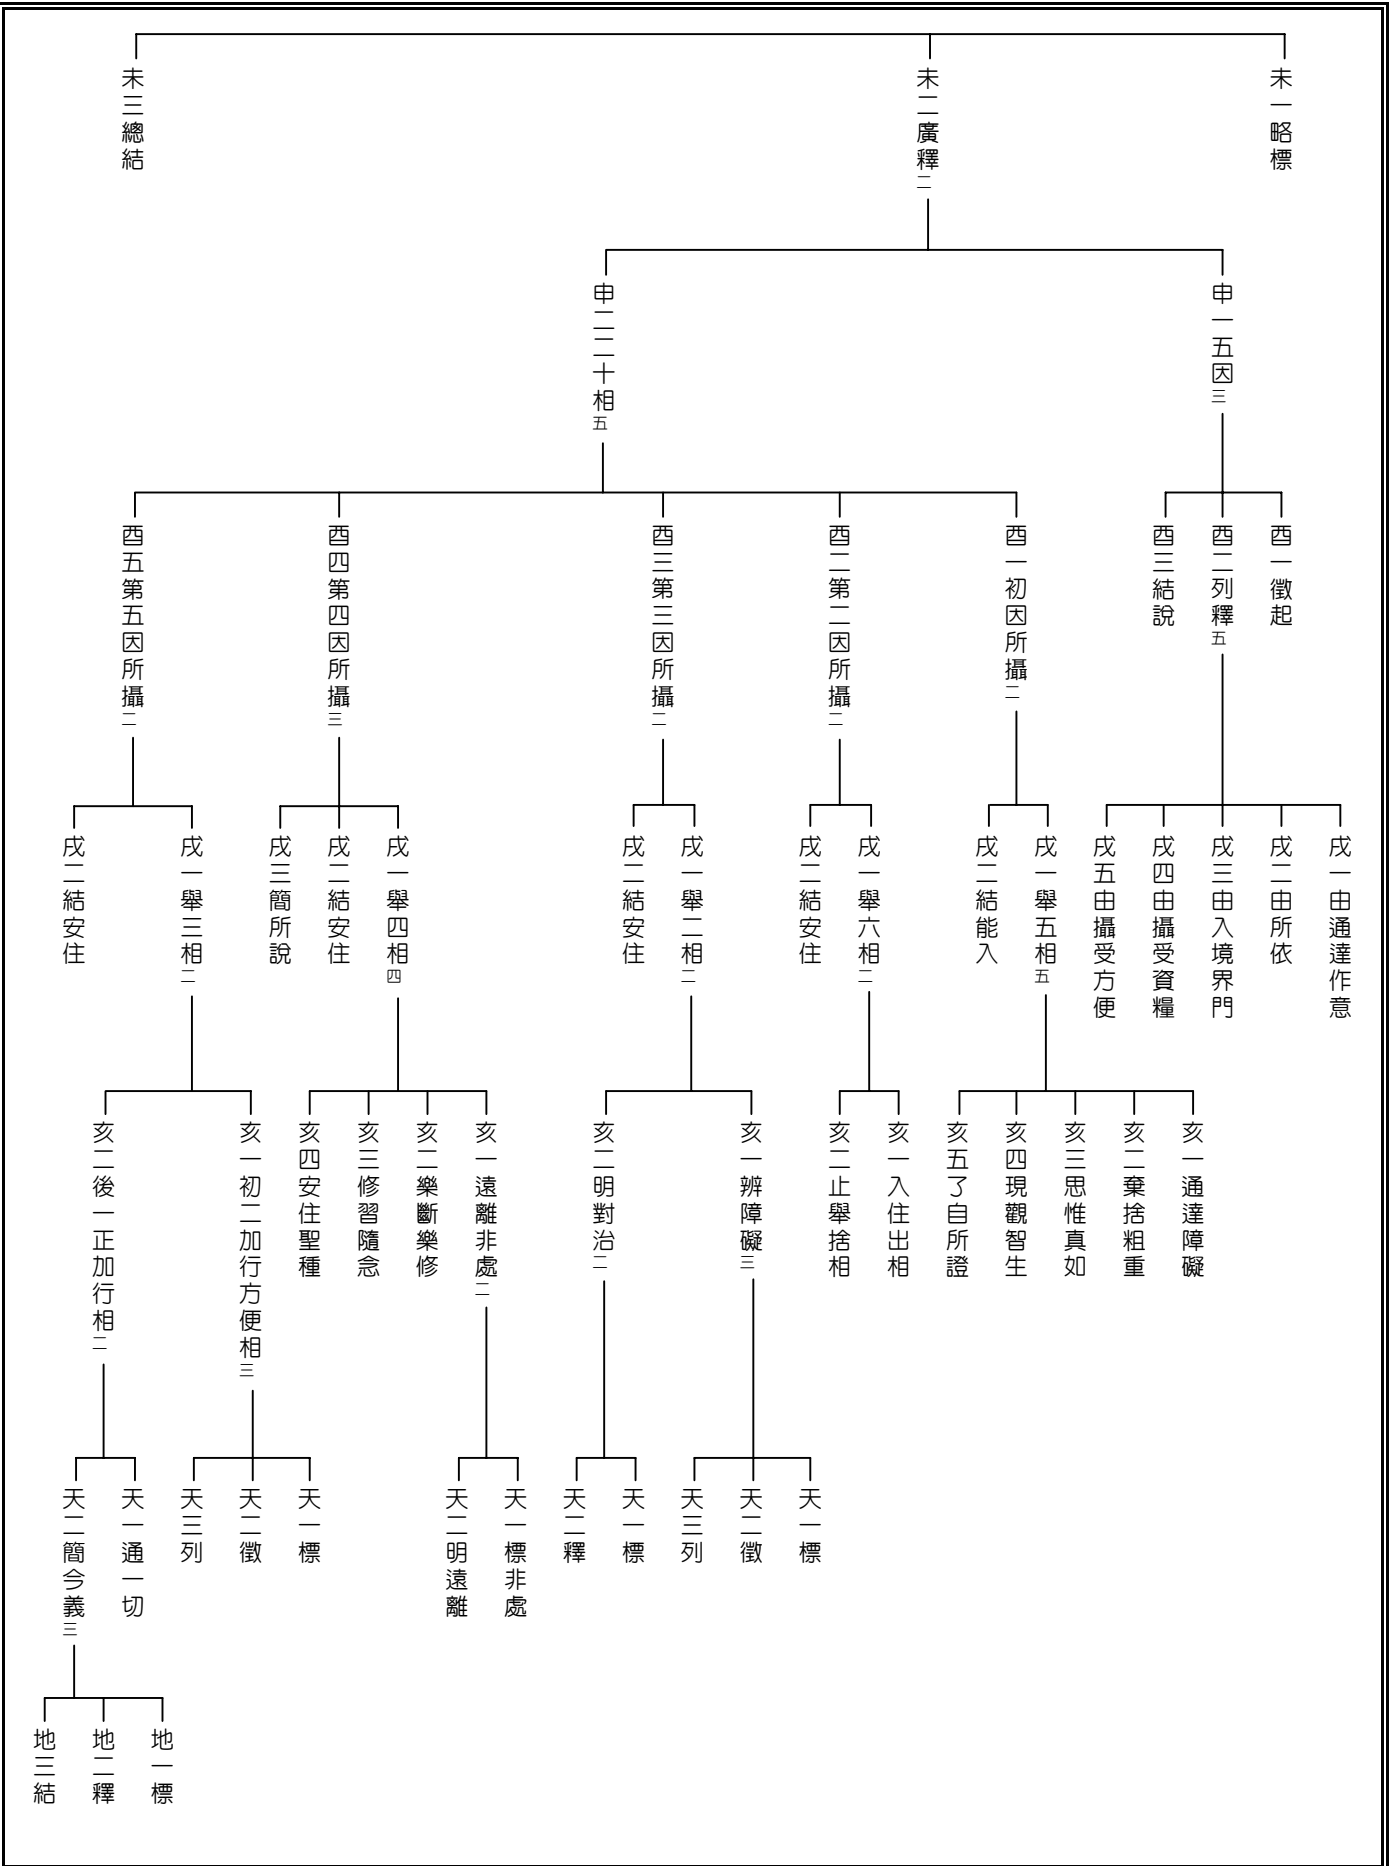 未一略標
未二廣釋二
未三總結
申一五因三
申二二十相五
酉一徵起
酉二列釋五
酉三結說
酉一初因所攝二
酉二第二因所攝二
酉三第三因所攝二
酉四第四因所攝三
酉五第五因所攝二
戌一由通達作意
戌二由所依
戌三由入境界門
戌四由攝受資糧
戌五由攝受方便
戌一舉五相五
戌二結能入
戌一舉六相二
戌二結安住
戌一舉二相二
戌二結安住
戌一舉四相四
戌二結安住
戌三簡所說
戌一舉三相二
戌二結安住
亥一通達障礙
亥二棄捨粗重
亥三思惟真如
亥四現觀智生
亥五了自所證
亥一入住出相
亥二止舉捨相
亥一辨障礙三
亥二明對治二
亥一遠離非處二
亥二樂斷樂修
亥三修習隨念
亥四安住聖種
亥一初二加行方便相三
亥二後一正加行相二
天一標
天二徵
天三列
天一標
天二釋
天一標非處
天二明遠離
天一標
天二徵
天三列
天一通一切
天二簡今義三
地一標
地二釋
地三結